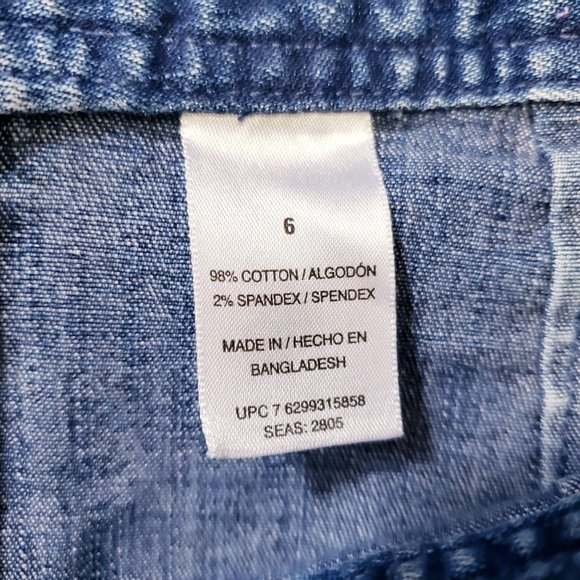 6
98% COTTON / ALGODÓN
2% SPANDEX / SPENDEX
MADE IN / HECHO EN
BANGLADESH
UPC 7 6299315858
SEAS: 2805